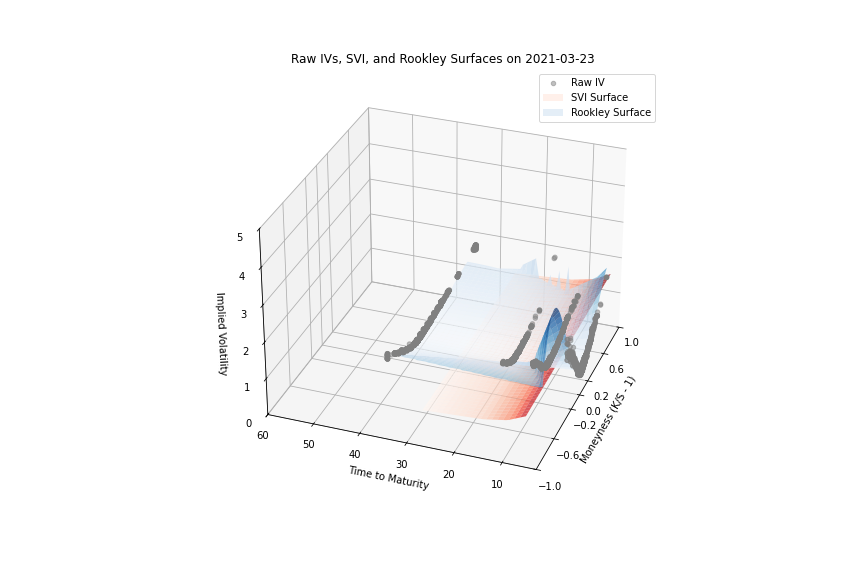 Raw IVs, SVI, and Rookley Surfaces on 2021-03-23
Raw IV
SVI Surface
Rookley Surface
5
4
3
2
1
0
Implied Volatility
60
50
40
30
20
10
Time to Maturity
1.0
0.6
0.2
0.0
−0.2
−0.6
−1.0
Moneyness (K/S - 1)